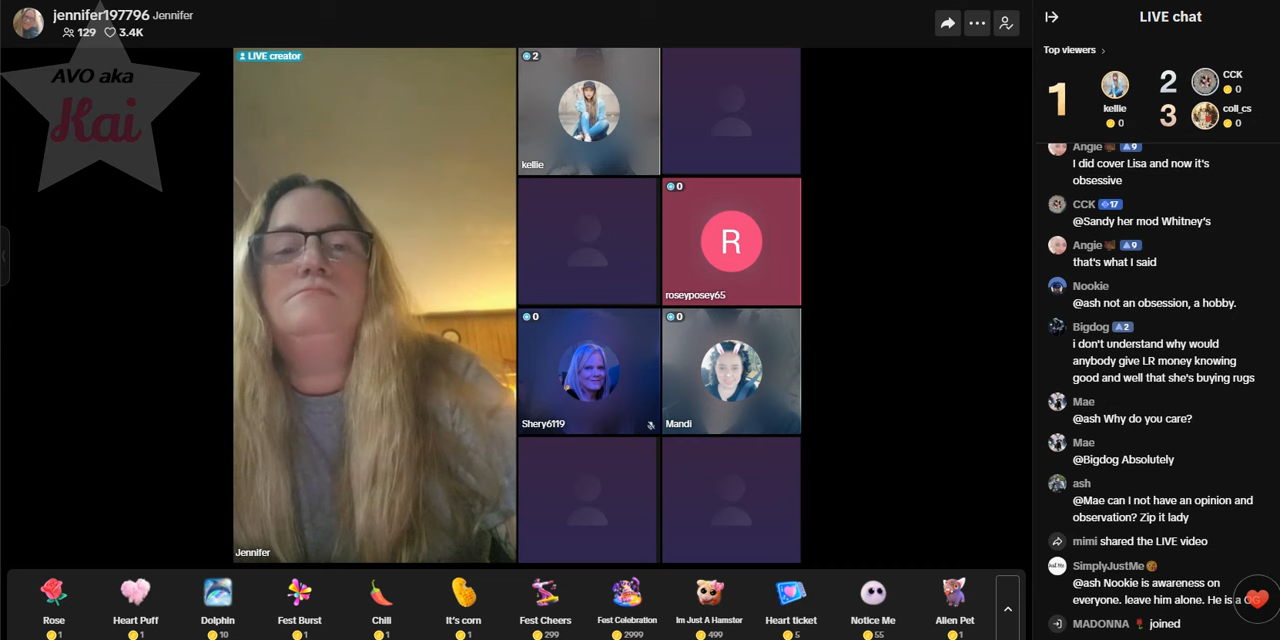 jennifer197796 Jennifer
129 3.4K
AVO aka
Kai
LIVE creator
Jennifer
2
kellie
0
roseyposey65
R
0
Shery6119
0
Mandi
Rose
1
Heart Puff
1
Dolphin
10
Fest Burst
1
Chili
1
It's corn
1
Fest Cheers
299
Fest Celebration
2999
Im Just A Hamster
499
Heart ticket
5
Notice Me
55
Alien Pet
1
LIVE chat
Top viewers
1
kellie
0
2
CCK
0
3
coll_cs
0
Angie 9
I did cover Lisa and now it's
obsessive
CCK 17
@Sandy her mod Whitney's
Angie 9
that's what I said
Nookie
@ash not an obsession, a hobby.
Bigdog 2
i don't understand why would
anybody give LR money knowing
good and well that she's buying rugs
Mae
@ash Why do you care?
Mae
@Bigdog Absolutely
ash
@Mae can I not have an opinion and
observation? Zip it lady
mimi shared the LIVE video
SimplyJustMe
@ash Nookie is awareness on
everyone. leave him alone. He is a OG
MADONNA joined